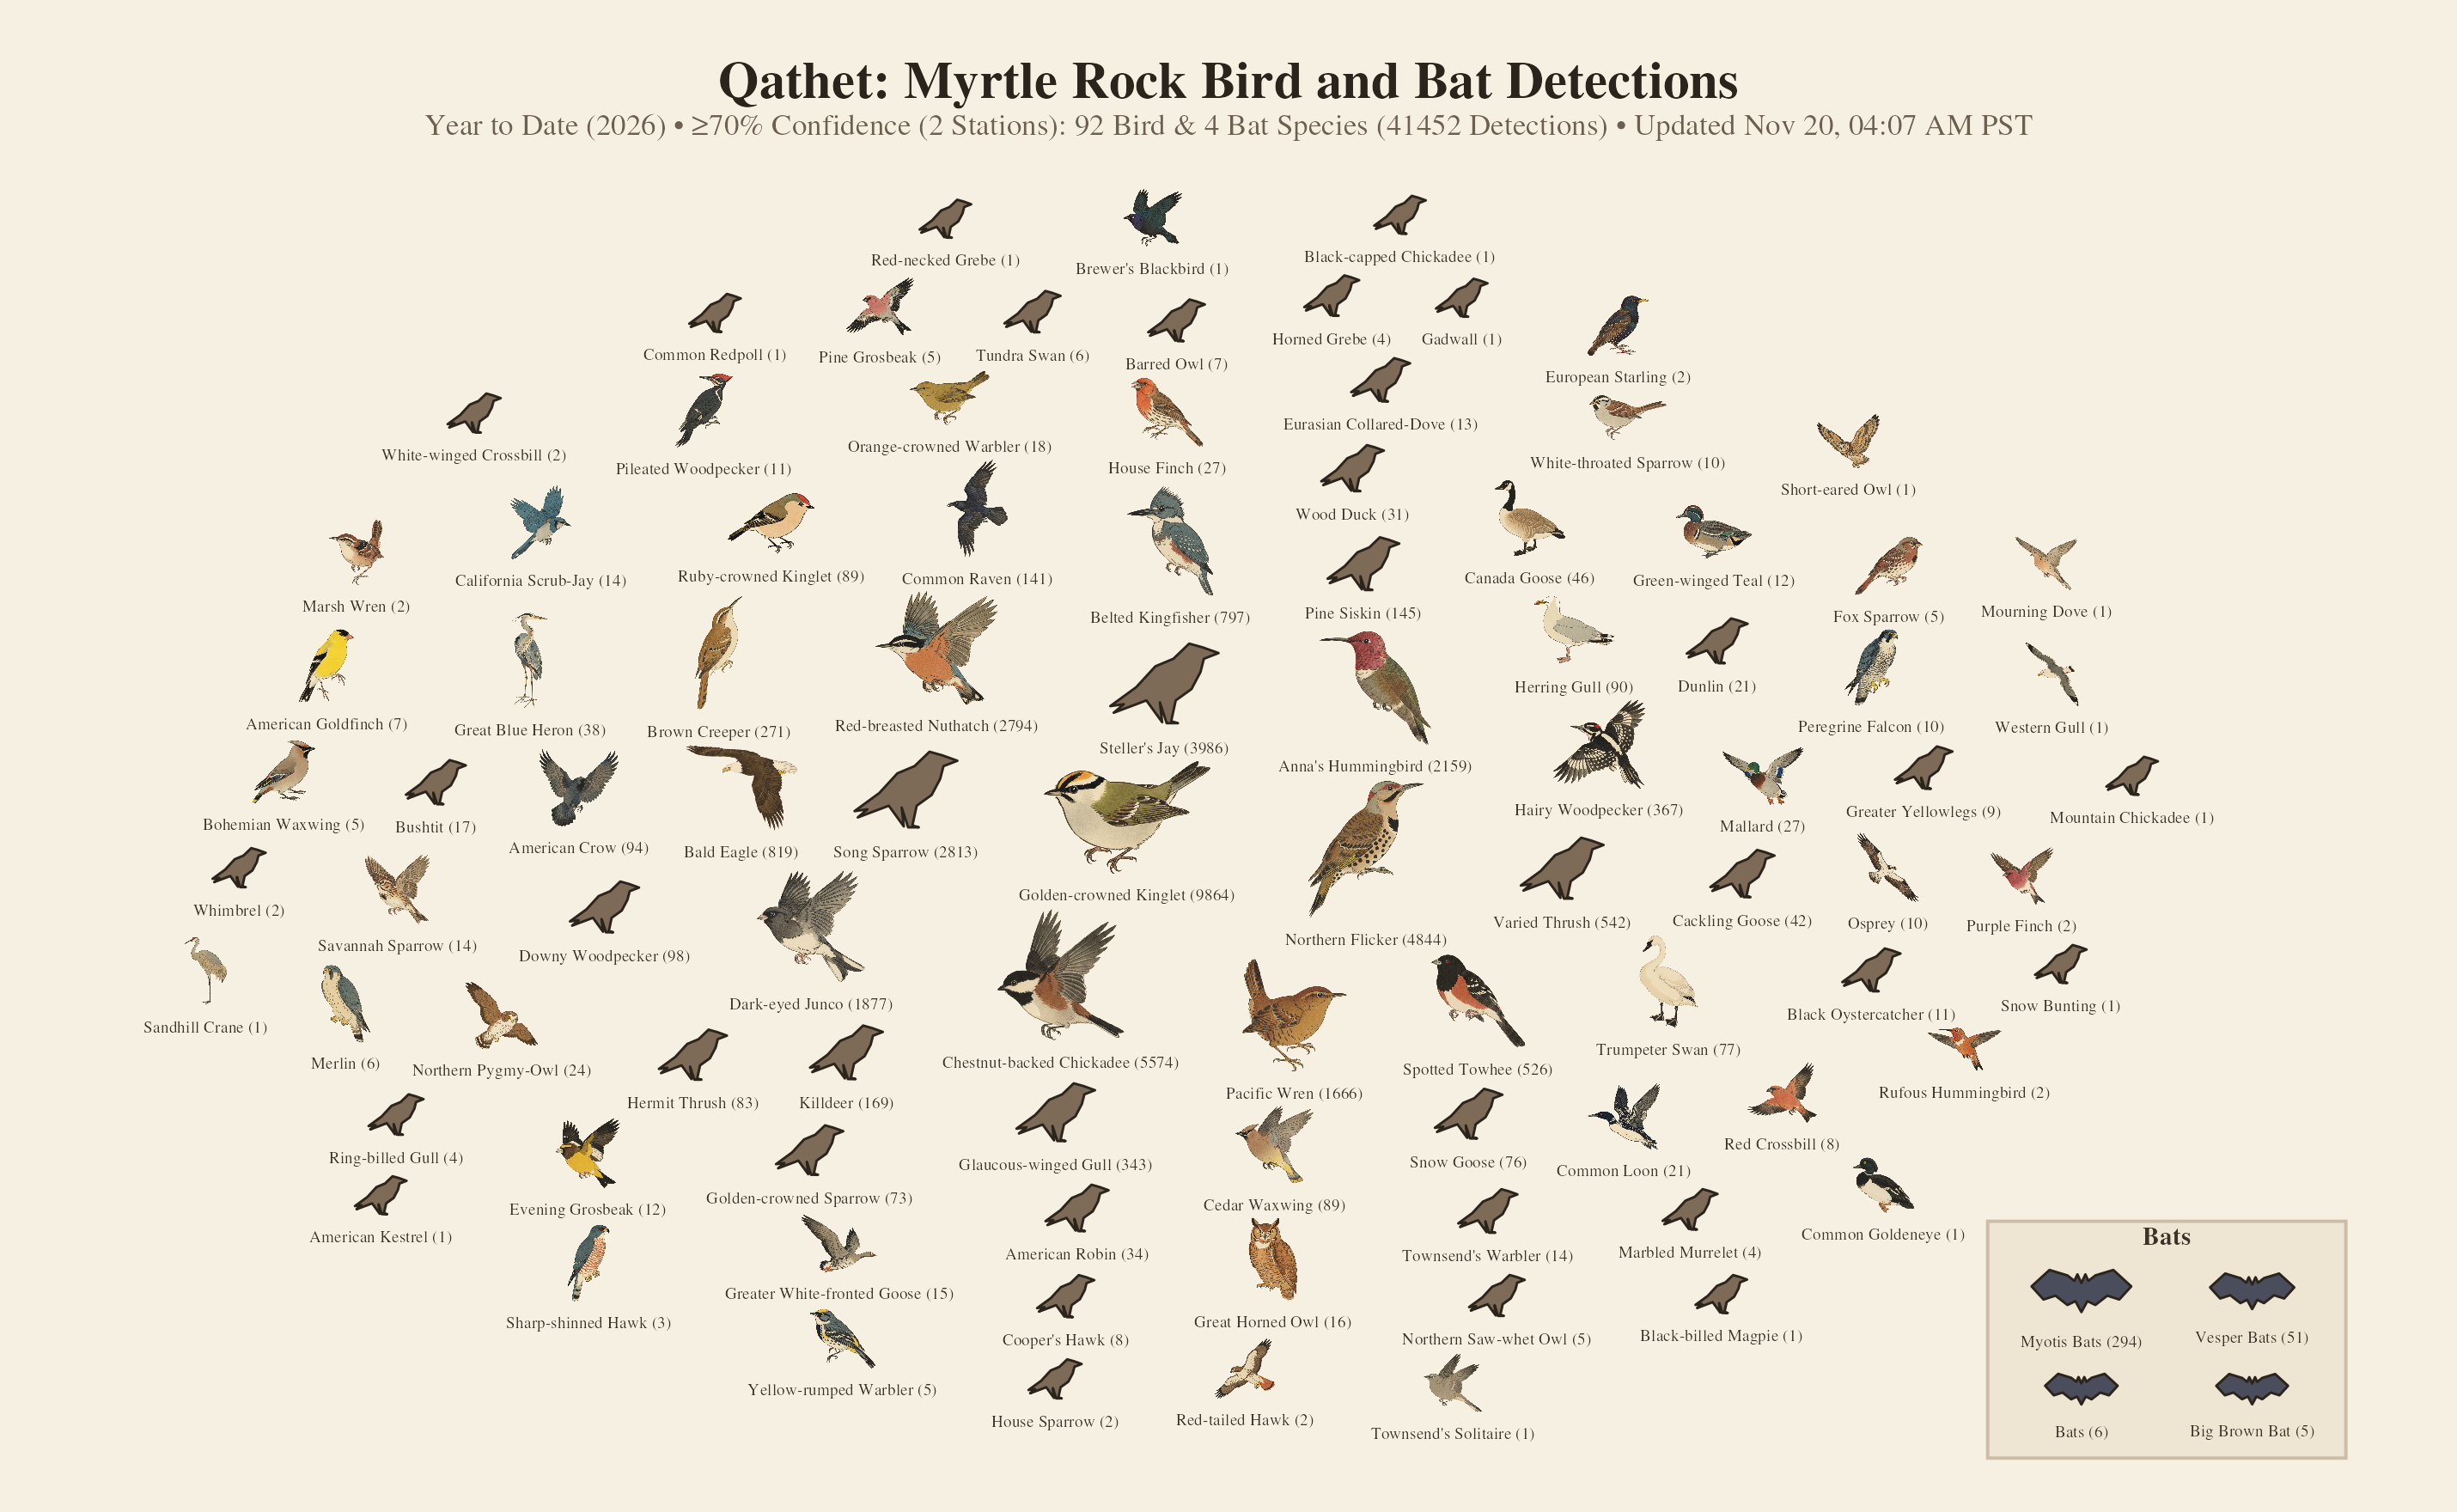 Qathet: Myrtle Rock Bird and Bat Detections
Year to Date (2026) • ≥70% Confidence (2 Stations): 92 Bird & 4 Bat Species (41452 Detections) • Updated Nov 20, 04:07 AM PST
Red-necked Grebe (1)
Brewer's Blackbird (1)
Black-capped Chickadee (1)
Common Redpoll (1)
Pine Grosbeak (5)
Tundra Swan (6)
Barred Owl (7)
Horned Grebe (4)
Gadwall (1)
European Starling (2)
White-winged Crossbill (2)
Pileated Woodpecker (11)
Orange-crowned Warbler (18)
House Finch (27)
Eurasian Collared-Dove (13)
White-throated Sparrow (10)
Short-eared Owl (1)
Marsh Wren (2)
California Scrub-Jay (14)
Ruby-crowned Kinglet (89)
Common Raven (141)
Belted Kingfisher (797)
Wood Duck (31)
Canada Goose (46)
Green-winged Teal (12)
Fox Sparrow (5)
Mourning Dove (1)
American Goldfinch (7)
Great Blue Heron (38)
Brown Creeper (271)
Red-breasted Nuthatch (2794)
Steller's Jay (3986)
Pine Siskin (145)
Herring Gull (90)
Dunlin (21)
Peregrine Falcon (10)
Western Gull (1)
Bohemian Waxwing (5)
Bushtit (17)
American Crow (94)
Bald Eagle (819)
Song Sparrow (2813)
Golden-crowned Kinglet (9864)
Anna's Hummingbird (2159)
Hairy Woodpecker (367)
Mallard (27)
Greater Yellowlegs (9)
Mountain Chickadee (1)
Whimbrel (2)
Savannah Sparrow (14)
Downy Woodpecker (98)
Dark-eyed Junco (1877)
Northern Flicker (4844)
Varied Thrush (542)
Cackling Goose (42)
Osprey (10)
Purple Finch (2)
Sandhill Crane (1)
Merlin (6)
Northern Pygmy-Owl (24)
Hermit Thrush (83)
Killdeer (169)
Chestnut-backed Chickadee (5574)
Pacific Wren (1666)
Spotted Towhee (526)
Trumpeter Swan (77)
Black Oystercatcher (11)
Snow Bunting (1)
Rufous Hummingbird (2)
Ring-billed Gull (4)
Evening Grosbeak (12)
Golden-crowned Sparrow (73)
Glaucous-winged Gull (343)
Cedar Waxwing (89)
Snow Goose (76)
Common Loon (21)
Red Crossbill (8)
American Kestrel (1)
Sharp-shinned Hawk (3)
Greater White-fronted Goose (15)
American Robin (34)
Great Horned Owl (16)
Townsend's Warbler (14)
Marbled Murrelet (4)
Common Goldeneye (1)
Yellow-rumped Warbler (5)
Cooper's Hawk (8)
House Sparrow (2)
Red-tailed Hawk (2)
Northern Saw-whet Owl (5)
Black-billed Magpie (1)
Townsend's Solitaire (1)
Bats
Myotis Bats (294)
Vesper Bats (51)
Bats (6)
Big Brown Bat (5)